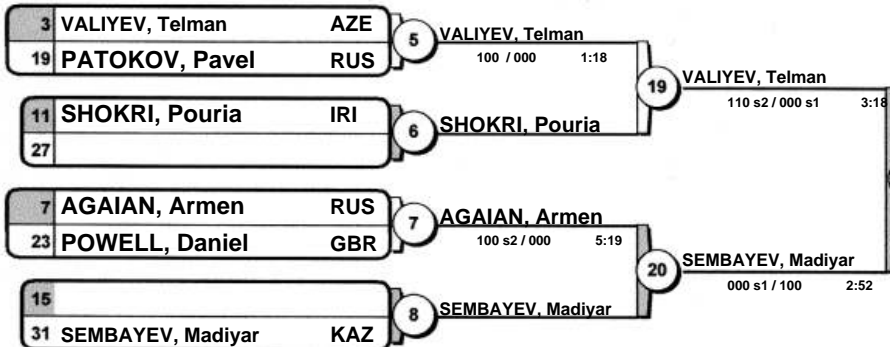 3 VALIYEV, Telman AZE
19 PATOKOV, Pavel RUS
5
VALIYEV, Telman
100 / 000 1:18
11 SHOKRI, Pouria IRI
27
6
SHOKRI, Pouria
19
VALIYEV, Telman
110 s2 / 000 s1 3:18
7 AGAIAN, Armen RUS
23 POWELL, Daniel GBR
7
AGAIAN, Armen
100 s2 / 000 5:19
15
31 SEMBAYEV, Madiyar KAZ
8
SEMBAYEV, Madiyar
20
SEMBAYEV, Madiyar
000 s1 / 100 2:52